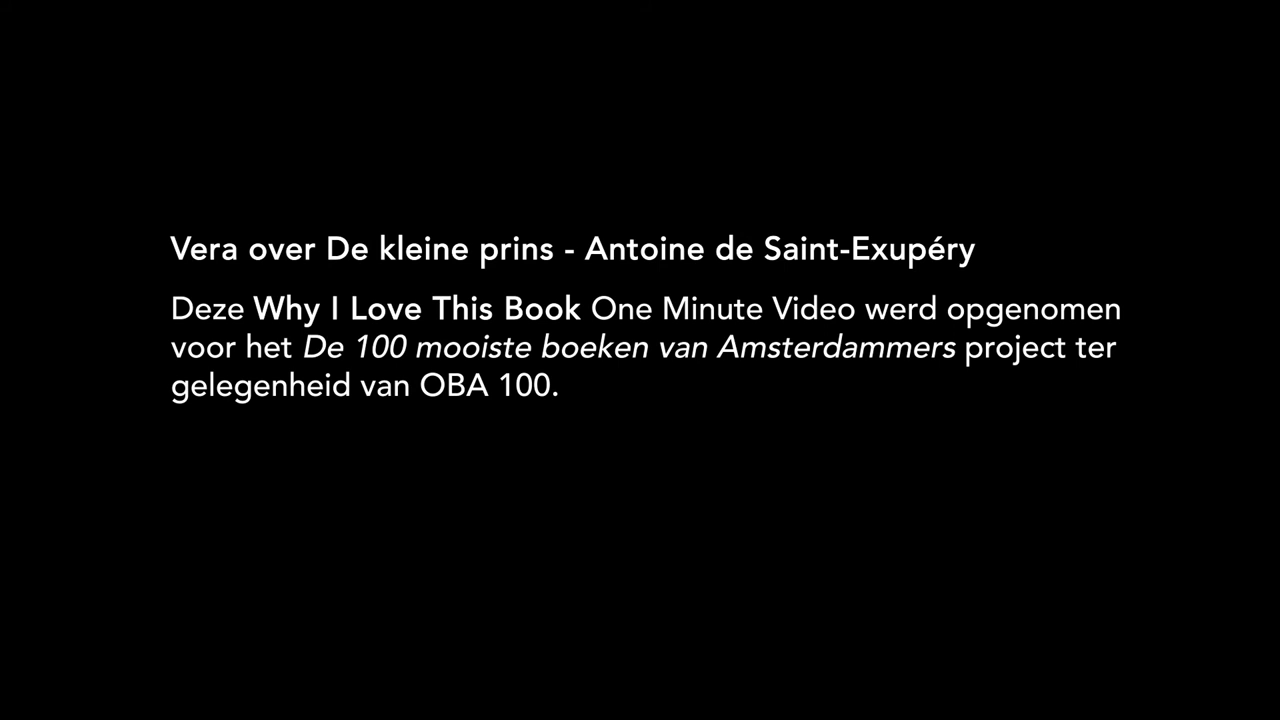 Vera over De kleine prins - Antoine de Saint-Exupéry
Deze Why I Love This Book One Minute Video werd opgenomen
voor het De 100 mooiste boeken van Amsterdammers project ter
gelegenheid van OBA 100.